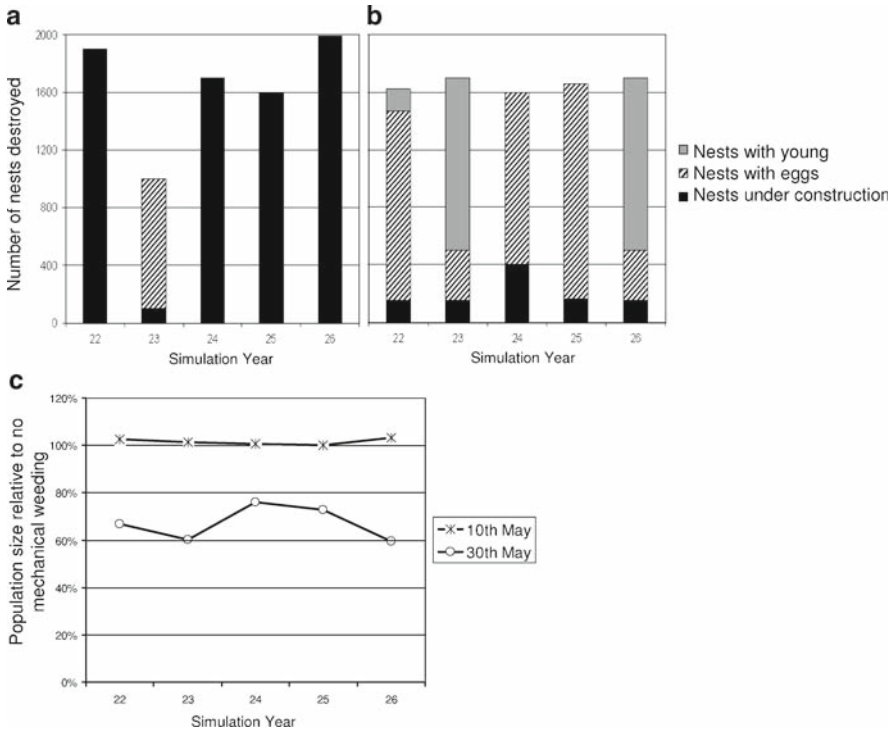 a
b
Number of nests destroyed
2000
1600
1200
800
400
0
22 23 24 25 26
Simulation Year
22 23 24 25 26
Simulation Year
Nests with young
Nests with eggs
Nests under construction
c
Population size relative to no
mechanical weeding
120%
100%
80%
60%
40%
20%
0%
22 23 24 25 26
Simulation Year
10th May
30th May